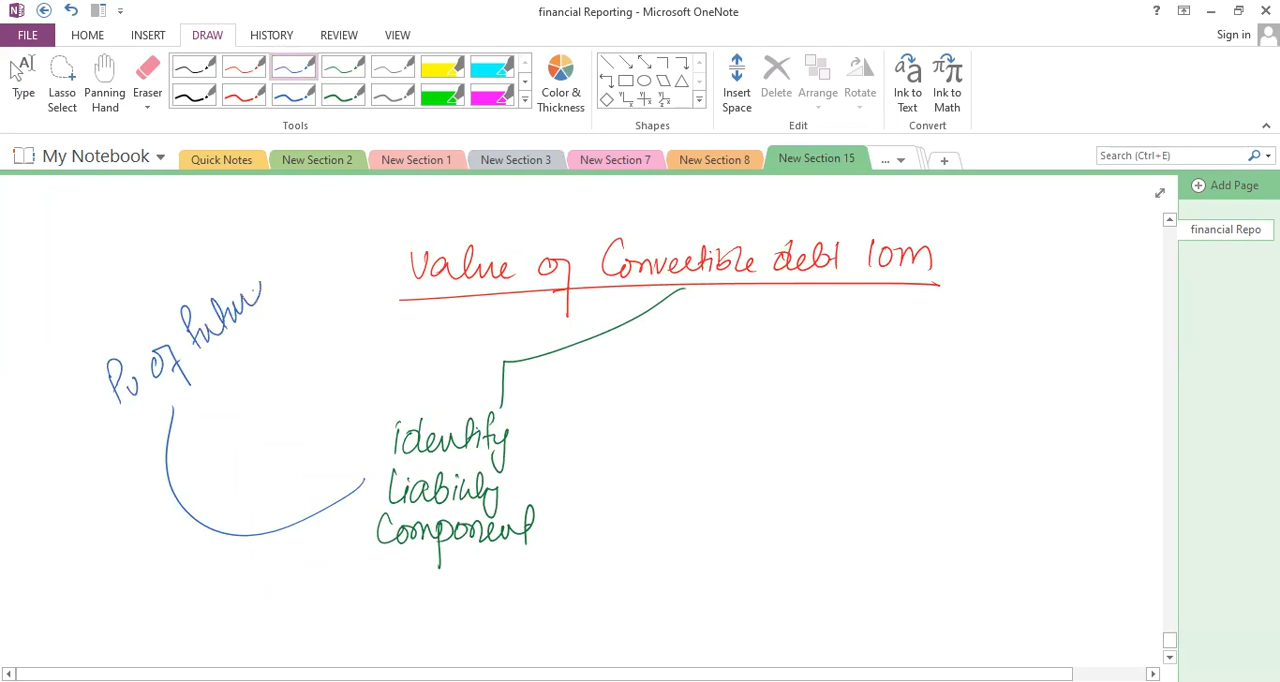 financial Reporting - Microsoft OneNote
?
FILE HOME INSERT DRAW HISTORY REVIEW VIEW
Sign in
Type
Lasso Select
Panning Hand
Eraser
Color & Thickness
Insert Space
Delete
Arrange
Rotate
Ink to Text
Ink to Math
Tools
Shapes
Edit
Convert
My Notebook
Quick Notes
New Section 2
New Section 1
New Section 3
New Section 7
New Section 8
New Section 15
...
Search (Ctrl+E)
Add Page
financial Repo
Value of Convertible debt 10m
Pv of Futur
identify
Liability
Component